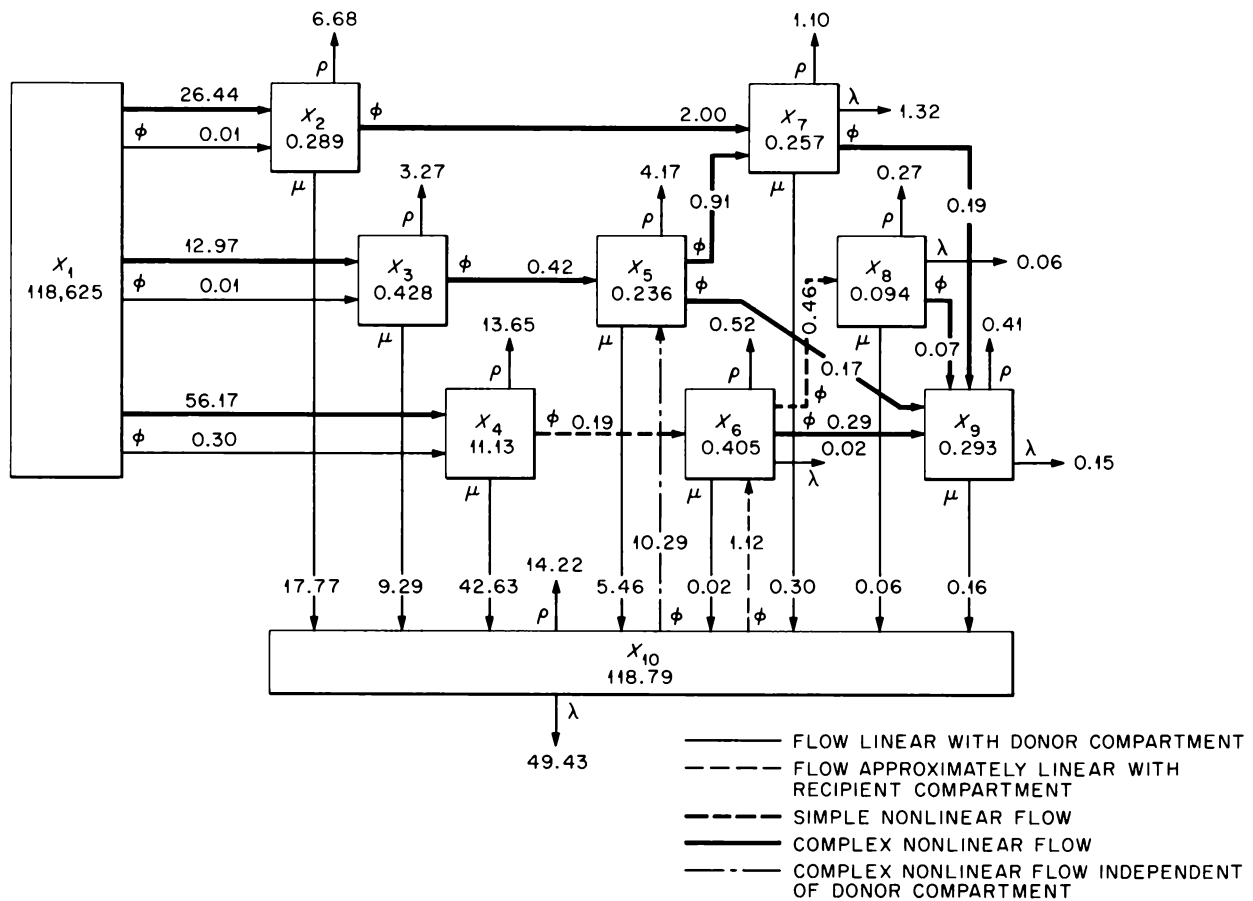 6.68
1.10
ρ
ρ
26.44
X2
0.289
ϕ
2.00
X7
0.257
λ
1.32
ϕ
0.01
ϕ
μ
μ
3.27
4.17
0.91
0.27
0.19
ρ
ρ
ρ
X1
118,625
12.97
X3
0.428
ϕ
0.42
X5
0.236
ϕ
X8
0.094
λ
0.06
ϕ
0.01
ϕ
0.46
ϕ
μ
μ
μ
13.65
0.52
0.17
0.07
0.41
ρ
ρ
ρ
56.17
X4
11.13
ϕ 0.19
X6
0.405
ϕ
ϕ 0.29
0.02
X9
0.293
λ
0.15
ϕ
0.30
λ
μ
μ
μ
10.29
1.12
14.22
17.77
9.29
42.63
5.46
0.02
0.30
0.06
0.16
ρ
ϕ
ϕ
X10
118.79
λ
49.43
FLOW LINEAR WITH DONOR COMPARTMENT
FLOW APPROXIMATELY LINEAR WITH
RECIPIENT COMPARTMENT
SIMPLE NONLINEAR FLOW
COMPLEX NONLINEAR FLOW
COMPLEX NONLINEAR FLOW INDEPENDENT
OF DONOR COMPARTMENT